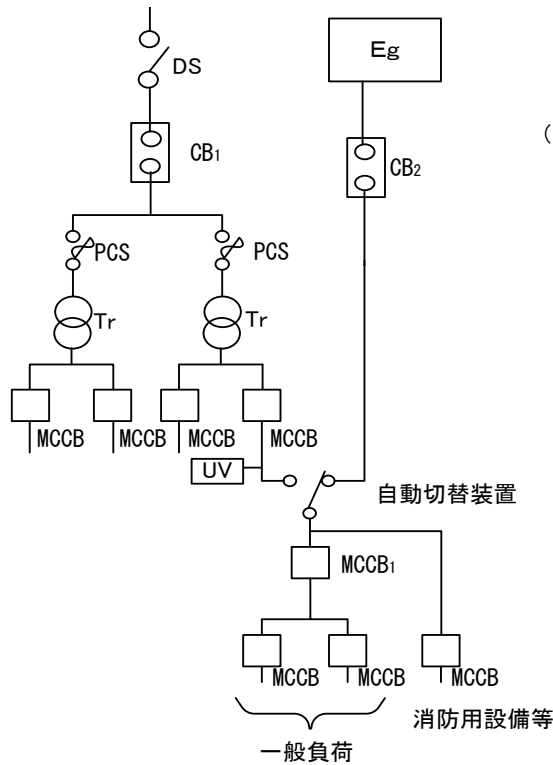 Eg
DS
(
CB₁
CB₂
PCS
PCS
Tr
Tr
MCCB
MCCB
MCCB
MCCB
UV
自動切替装置
MCCB₁
MCCB
MCCB
MCCB
消防用設備等
一般負荷